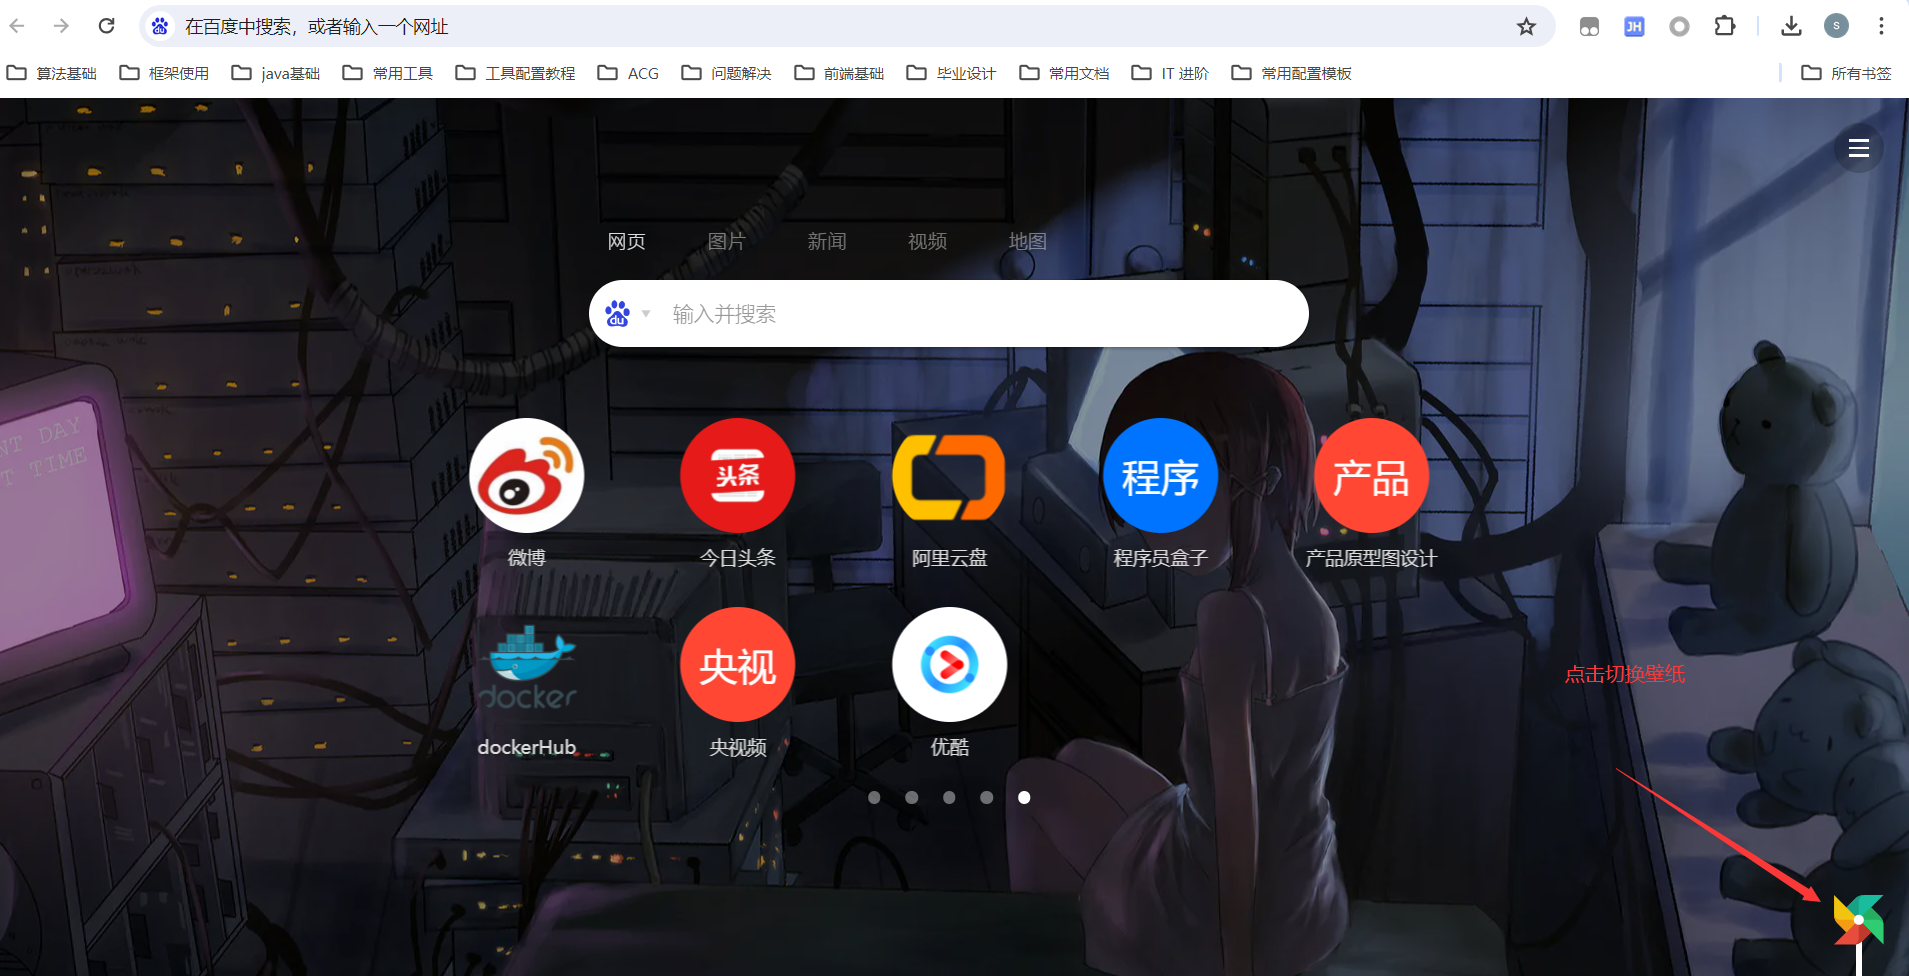 在百度中搜索，或者输入一个网址
JH
S
算法基础 框架使用 java基础 常用工具 工具配置教程 ACG 问题解决 前端基础 毕业设计 常用文档 IT 进阶 常用配置模板 所有书签
网页 图片 新闻 视频 地图
du 输入并搜索
NT DAY
T TIME
头条 程序 产品
微博 今日头条 阿里云盘 程序员盒子 产品原型图设计
docker 央视
dockerHub 央视频 优酷
点击切换壁纸